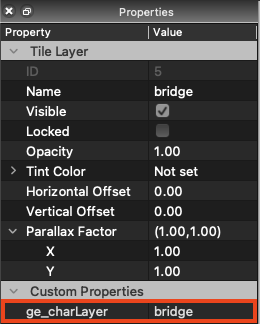 Properties
Property Value
Tile Layer
ID 5
Name bridge
Visible
Locked
Opacity 1.00
Tint Color Not set
Horizontal Offset 0.00
Vertical Offset 0.00
Parallax Factor (1.00,1.00)
X 1.00
Y 1.00
Custom Properties
ge_charLayer bridge